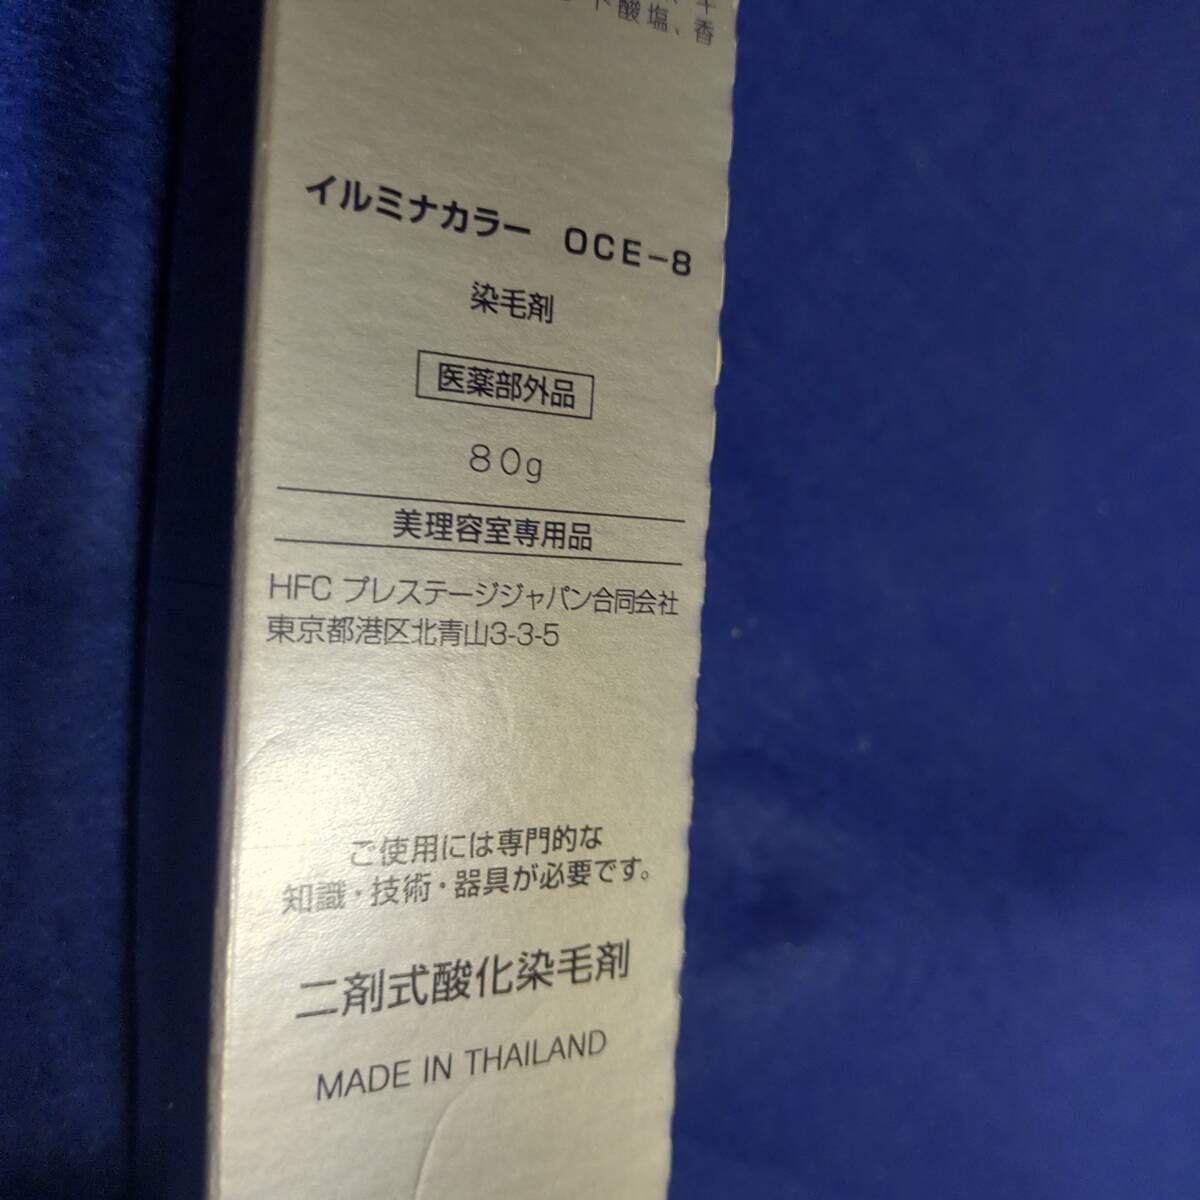 酸塩、香
イルミナカラー OCE-8
染毛剤
医薬部外品
80g
美理容室専用品
HFC プレステージジャパン合同会社
東京都港区北青山3-3-5
ご使用には専門的な
知識・技術・器具が必要です。
二剤式酸化染毛剤
MADE IN THAILAND